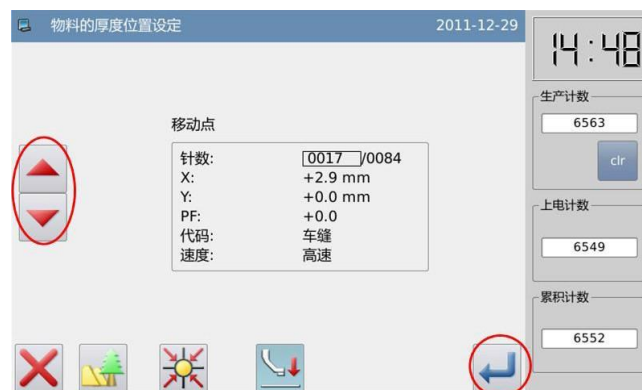 物料的厚度位置设定 2011-12-29
14:48
生产计数
6563
clr
移动点
针数: 0017 /0084
X: +2.9 mm
Y: +0.0 mm
PF: +0.0
代码: 车缝
速度: 高速
上电计数
6549
累积计数
6552